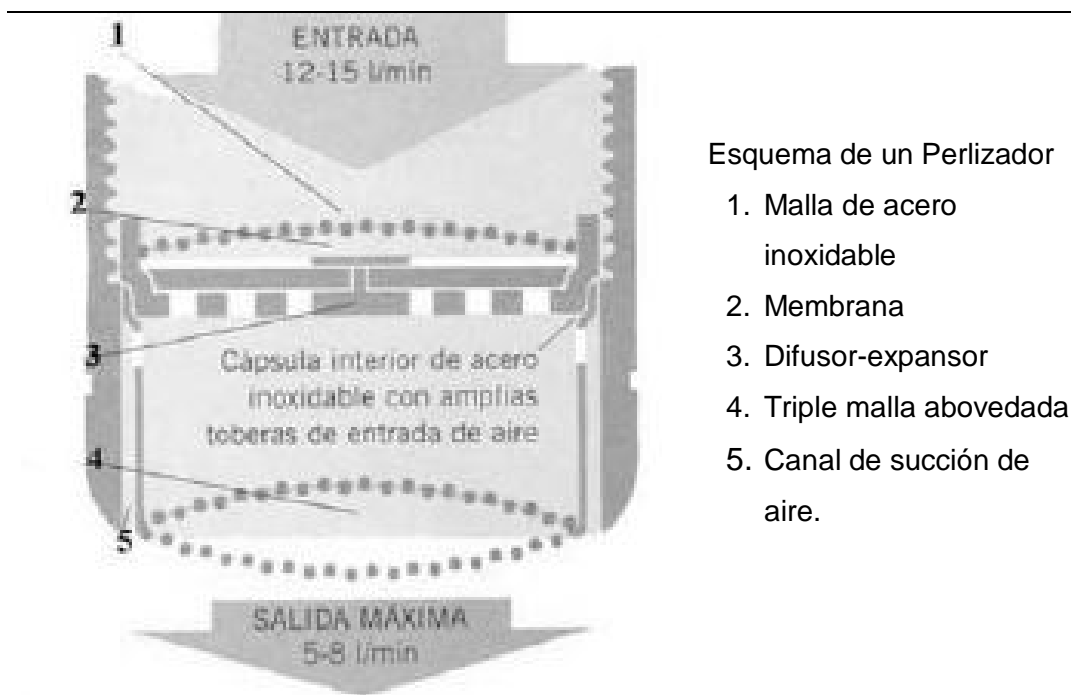 1
ENTRADA
12-15 l/min
2
3
Cápsula interior de acero
inoxidable con amplias
toberas de entrada de aire
4
5
SALIDA MÁXIMA
5-8 l/min
Esquema de un Perlizador
1. Malla de acero
inoxidable
2. Membrana
3. Difusor-expansor
4. Triple malla abovedada
5. Canal de succión de
aire.